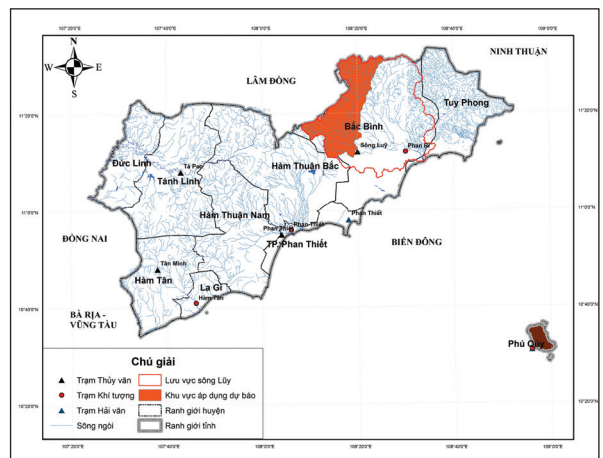 107°20'0"E
107°40'0"E
108°0'0"E
108°20'0"E
108°40'0"E
109°0'0"E
N
W E
S
NINH THUẬN
LÂM ĐỒNG
11°20'0"N
11°20'0"N
Tuy Phong
Bắc Bình
Sông luỹ
Phan Rí
Đức Linh
Tà Pao
Tánh Linh
Hàm Thuận Bắc
11°0'0"N
11°0'0"N
Hàm Thuận Nam
Phan Thiết
Phan Thiết
Phan Thiết
TP. Phan Thiết
ĐỒNG NAI
BIỂN ĐÔNG
Tân Minh
Hàm Tân
La Gi
Hàm Tân
10°40'0"N
10°40'0"N
BÀ RỊA -
VŨNG TÀU
Phú Quý
Chú giải
Trạm Thủy văn
Lưu vực sông Lũy
Trạm Khí tượng
Khu vực áp dụng dự báo
Trạm Hải văn
Ranh giới huyện
Sông ngòi
Ranh giới tỉnh
10°20'0"N
10°20'0"N
107°20'0"E
107°40'0"E
108°0'0"E
108°20'0"E
108°40'0"E
109°0'0"E